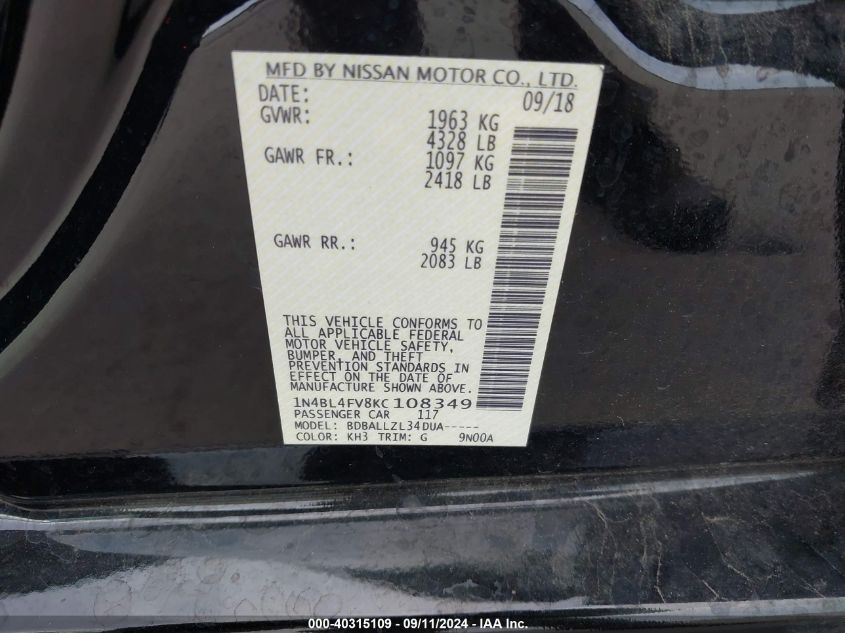 MFD BY NISSAN MOTOR CO., LTD.
DATE: 09/18
GVWR: 1963 KG
4328 LB
GAWR FR.: 1097 KG
2418 LB
GAWR RR.: 945 KG
2083 LB
THIS VEHICLE CONFORMS TO
ALL APPLICABLE FEDERAL
MOTOR VEHICLE SAFETY,
BUMPER, AND THEFT
PREVENTION STANDARDS IN
EFFECT ON THE DATE OF
MANUFACTURE SHOWN ABOVE.
1N4BL4FV8KC108349
PASSENGER CAR 117
MODEL: BDBALLZL34DUA-----
COLOR: KH3 TRIM: G 9N00A
000-40315109 - 09/11/2024 - IAA Inc.